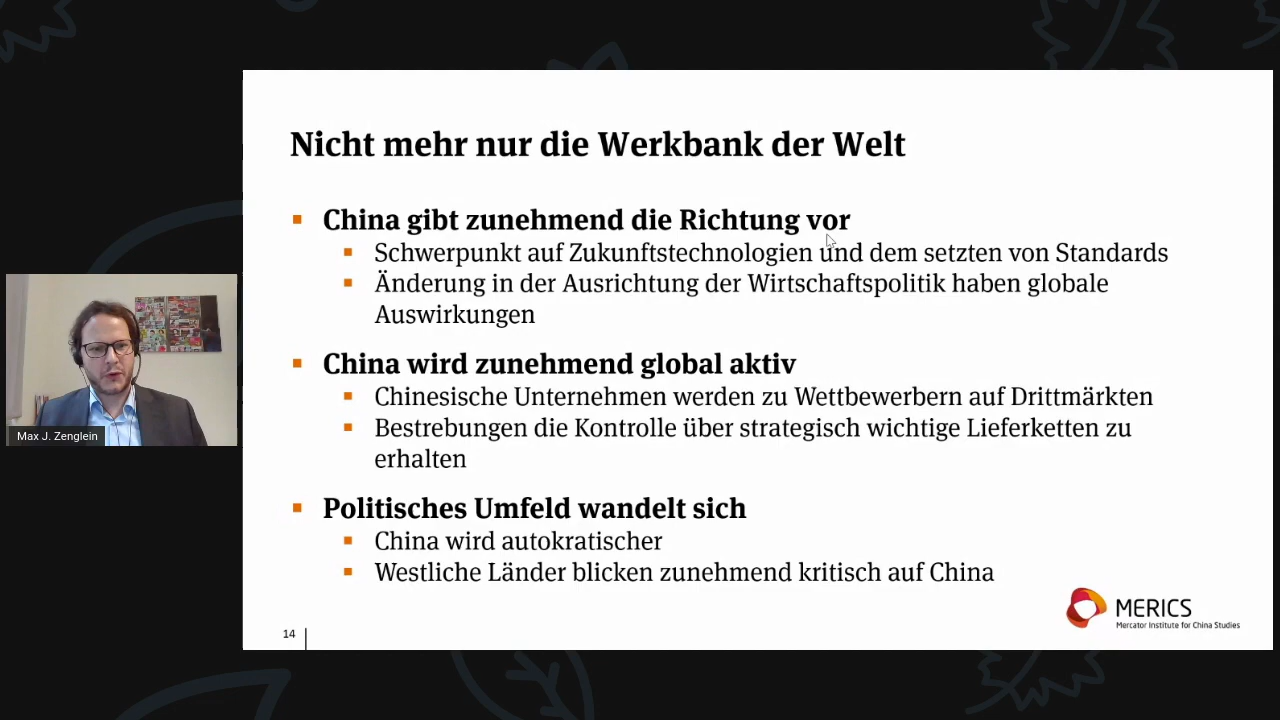 Nicht mehr nur die Werkbank der Welt
China gibt zunehmend die Richtung vor
Schwerpunkt auf Zukunftstechnologien und dem setzten von Standards
Änderung in der Ausrichtung der Wirtschaftspolitik haben globale
Auswirkungen
China wird zunehmend global aktiv
Chinesische Unternehmen werden zu Wettbewerbern auf Drittmärkten
Bestrebungen die Kontrolle über strategisch wichtige Lieferketten zu
erhalten
Politisches Umfeld wandelt sich
China wird autokratischer
Westliche Länder blicken zunehmend kritisch auf China
MERICS
Mercator Institute for China Studies
14
Max J. Zenglein